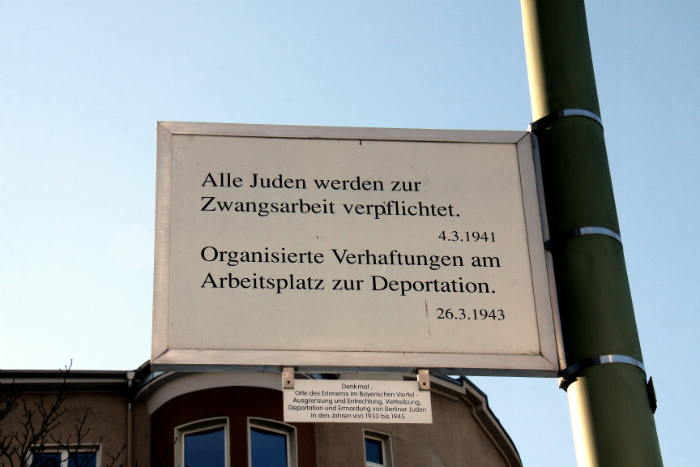 Alle Juden werden zur
Zwangsarbeit verpflichtet.
4.3.1941
Organisierte Verhaftungen am
Arbeitsplatz zur Deportation.
26.3.1943
Denkmal:
Orte des Erinnerns im Bayerischen Viertel -
Ausgrenzung und Entrechtung, Vertreibung,
Deportation und Ermordung von Berliner Juden
in den Jahren von 1933 bis 1945